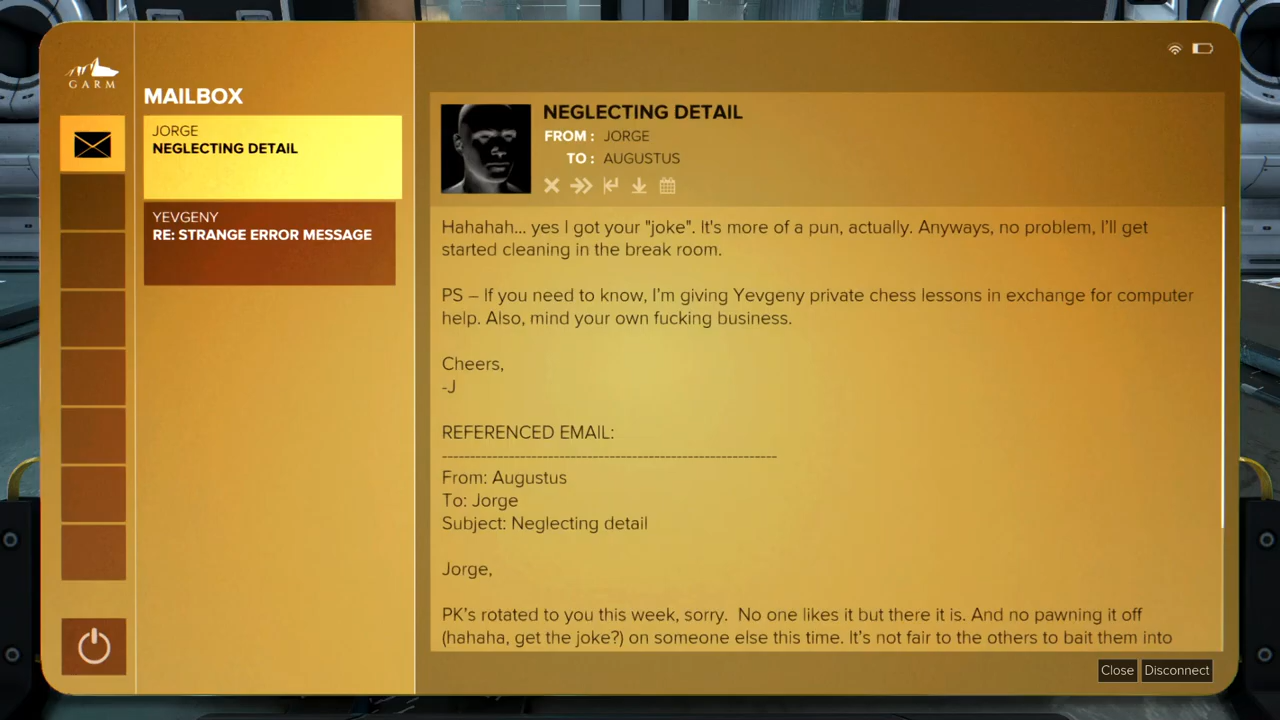 GARM
MAILBOX
JORGE
NEGLECTING DETAIL
YEVGENY
RE: STRANGE ERROR MESSAGE
NEGLECTING DETAIL
FROM : JORGE
TO : AUGUSTUS
Hahahah... yes I got your "joke". It's more of a pun, actually. Anyways, no problem, I'll get
started cleaning in the break room.
PS – If you need to know, I'm giving Yevgeny private chess lessons in exchange for computer
help. Also, mind your own fucking business.
Cheers,
-J
REFERENCED EMAIL:
------------------------------------------------------------
From: Augustus
To: Jorge
Subject: Neglecting detail
Jorge,
PK's rotated to you this week, sorry.  No one likes it but there it is. And no pawning it off
(hahaha, get the joke?) on someone else this time. It's not fair to the others to bait them into
Close Disconnect